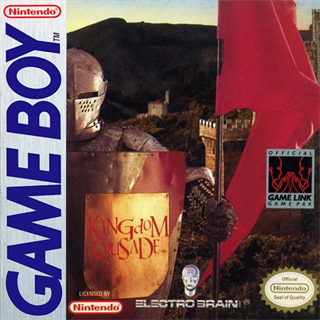 Nintendo
GAME BOY
TM
KINGDOM
CRUSADE
OFFICIAL
GAME LINK
GAME PAK
LICENSED BY
Nintendo
ELECTRO BRAIN
Official
Nintendo
Seal of Quality